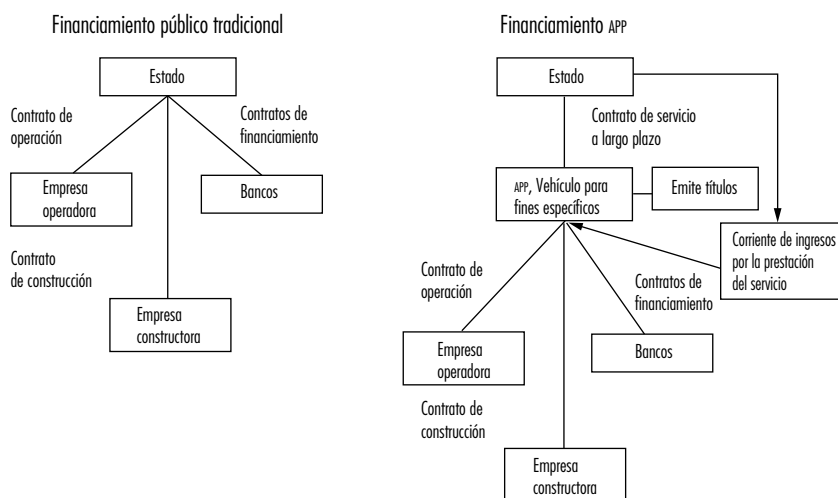 Financiamiento público tradicional
Estado
Contrato de
operación
Contratos de
financiamiento
Empresa
operadora
Bancos
Contrato
de construcción
Empresa
constructora
Financiamiento APP
Estado
Contrato de servicio
a largo plazo
APP, Vehículo para
fines específicos
Emite títulos
Corriente de ingresos
por la prestación
del servicio
Contrato de
operación
Contratos de
financiamiento
Empresa
operadora
Bancos
Contrato de
construcción
Empresa
constructora